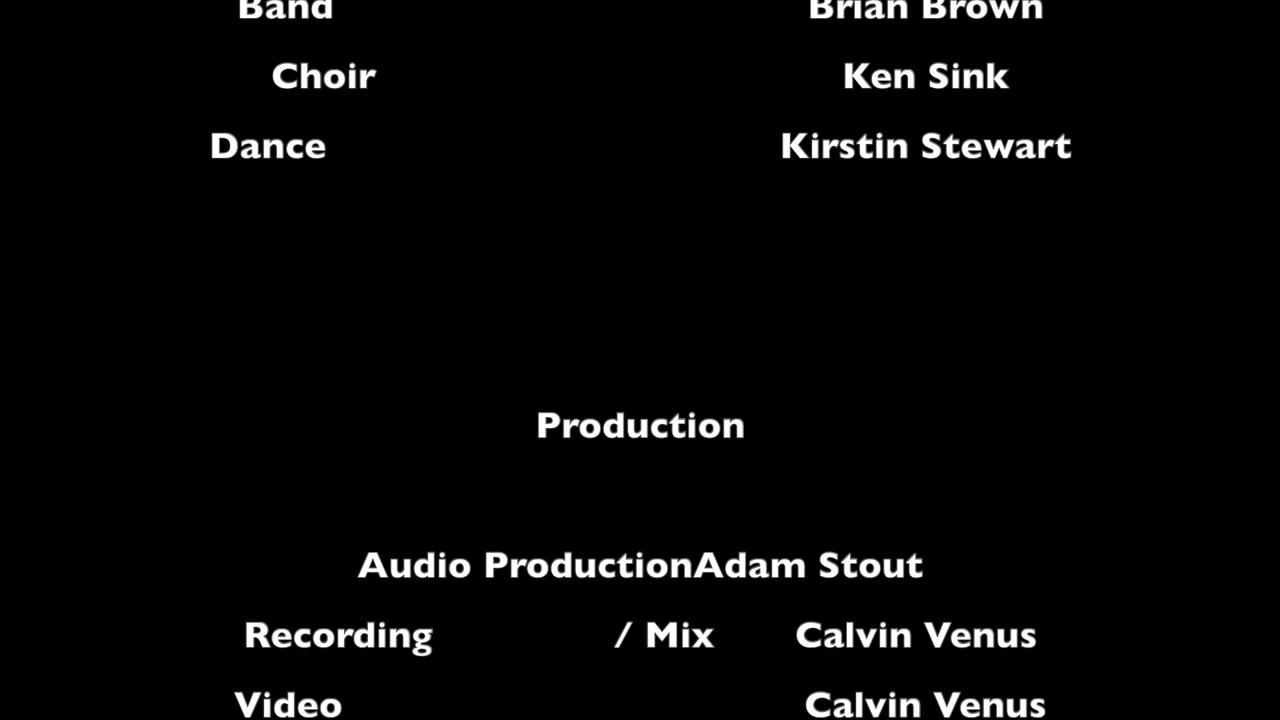 Band Brian Brown
Choir Ken Sink
Dance Kirstin Stewart
Production
Audio ProductionAdam Stout
Recording / Mix Calvin Venus
Video Calvin Venus